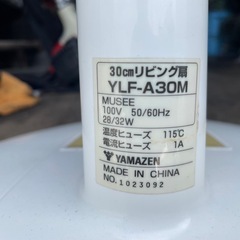 30cmリビング扇
YLF-A30M
MUSEE
100V 50/60Hz
28/32W
温度ヒューズ 115℃
電流ヒューズ 1A
YAMAZEN
MADE IN CHINA
NO.1023092